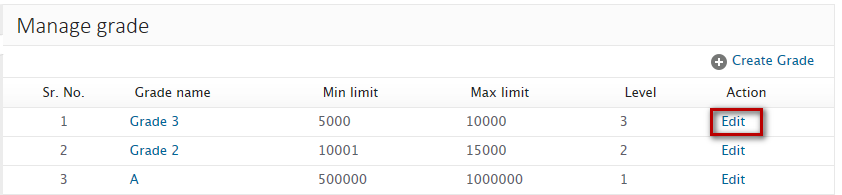 Manage grade
Create Grade
Sr. No. Grade name Min limit Max limit Level Action
1 Grade 3 5000 10000 3 Edit
2 Grade 2 10001 15000 2 Edit
3 A 500000 1000000 1 Edit